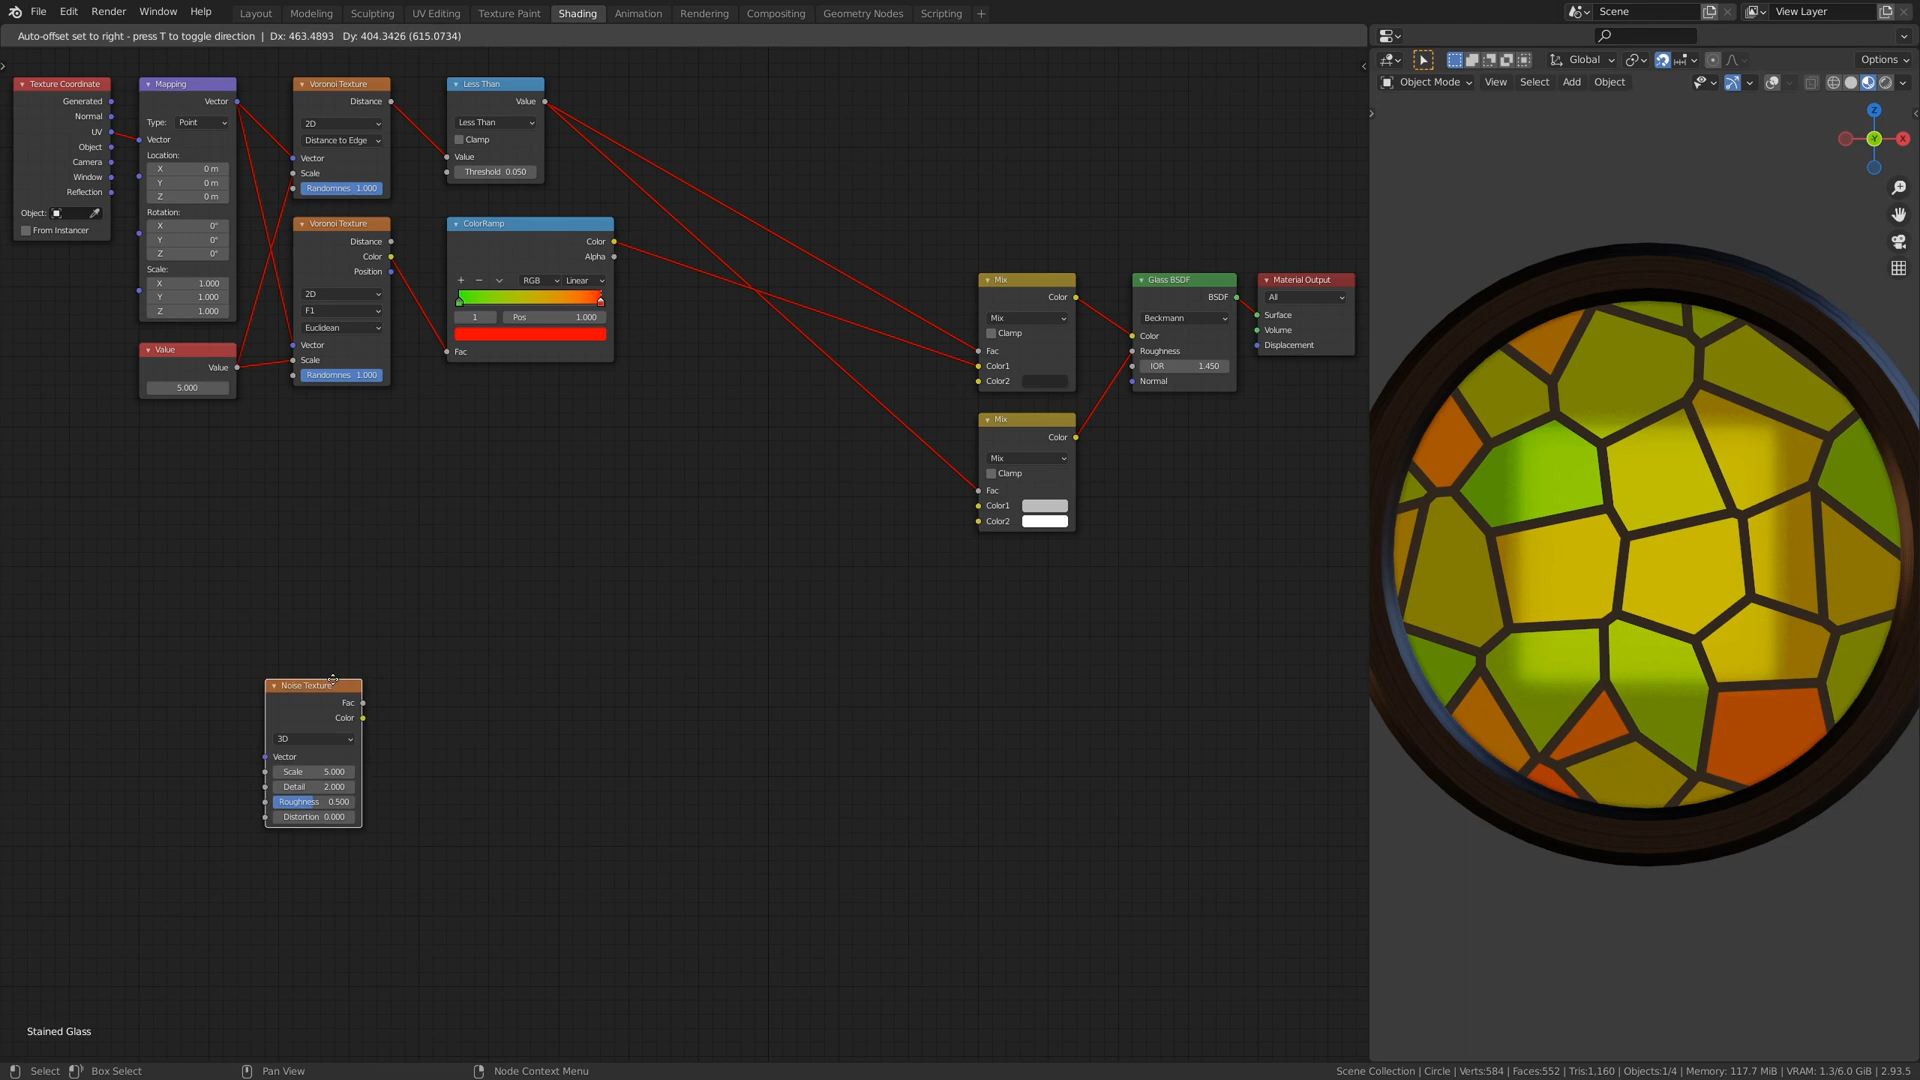 File Edit Render Window Help Layout Modeling Sculpting UV Editing Texture Paint Shading Animation Rendering Compositing Geometry Nodes Scripting + Scene View Layer
Auto-offset set to right - press T to toggle direction | Dx: 463.4893 Dy: 404.3426 (615.0734)
Global
Options
Object Mode View Select Add Object
Z
X
Y
Texture Coordinate
Generated
Normal
UV
Object
Camera
Window
Reflection
Object:
From Instancer
Mapping
Vector
Type: Point
Vector
Location:
X 0 m
Y 0 m
Z 0 m
Rotation:
X 0°
Y 0°
Z 0°
Scale:
X 1.000
Y 1.000
Z 1.000
Value
Value
5.000
Voronoi Texture
Distance
2D
Distance to Edge
Vector
Scale
Randomnes 1.000
Voronoi Texture
Distance
Color
Position
2D
F1
Euclidean
Vector
Scale
Randomnes 1.000
Less Than
Value
Less Than
Clamp
Value
Threshold 0.050
ColorRamp
Color
Alpha
RGB Linear
1 Pos 1.000
Fac
Mix
Color
Mix
Clamp
Fac
Color1
Color2
Mix
Color
Mix
Clamp
Fac
Color1
Color2
Glass BSDF
BSDF
Beckmann
Color
Roughness
IOR 1.450
Normal
Material Output
All
Surface
Volume
Displacement
Noise Texture
Fac
Color
3D
Vector
Scale 5.000
Detail 2.000
Roughness 0.500
Distortion 0.000
Stained Glass
Select Box Select Pan View Node Context Menu Scene Collection | Circle | Verts:584 | Faces:552 | Tris:1,160 | Objects:1/4 | Memory: 117.7 MiB | VRAM: 1.3/6.0 GiB | 2.93.5